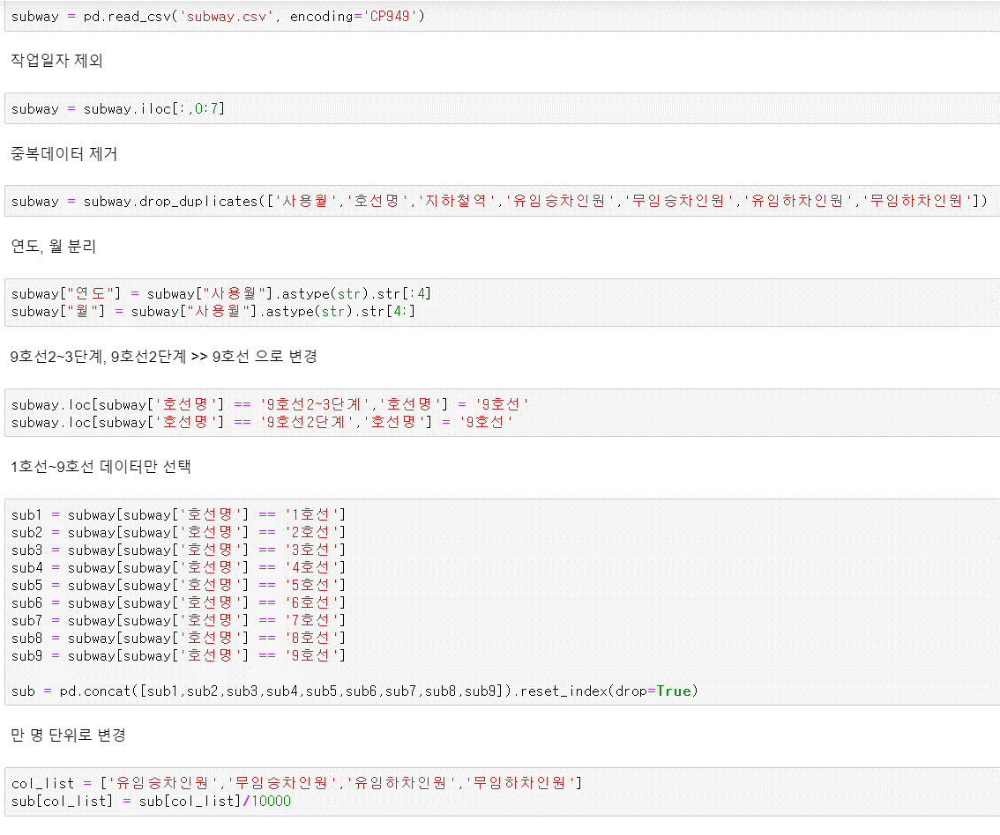 subway = pd.read_csv('subway.csv', encoding='CP949')
작업일자 제외
subway = subway.iloc[:,0:7]
중복데이터 제거
subway = subway.drop_duplicates(['사용월','호선명','지하철역','유임승차인원','무임승차인원','유임하차인원','무임하차인원'])
연도, 월 분리
subway["연도"] = subway["사용월"].astype(str).str[:4]
subway["월"] = subway["사용월"].astype(str).str[4:]
9호선2~3단계, 9호선2단계 >> 9호선 으로 변경
subway.loc[subway['호선명'] == '9호선2~3단계','호선명'] = '9호선'
subway.loc[subway['호선명'] == '9호선2단계','호선명'] = '9호선'
1호선~9호선 데이터만 선택
sub1 = subway[subway['호선명'] == '1호선']
sub2 = subway[subway['호선명'] == '2호선']
sub3 = subway[subway['호선명'] == '3호선']
sub4 = subway[subway['호선명'] == '4호선']
sub5 = subway[subway['호선명'] == '5호선']
sub6 = subway[subway['호선명'] == '6호선']
sub7 = subway[subway['호선명'] == '7호선']
sub8 = subway[subway['호선명'] == '8호선']
sub9 = subway[subway['호선명'] == '9호선']
sub = pd.concat([sub1,sub2,sub3,sub4,sub5,sub6,sub7,sub8,sub9]).reset_index(drop=True)
만 명 단위로 변경
col_list = ['유임승차인원','무임승차인원','유임하차인원','무임하차인원']
sub[col_list] = sub[col_list]/10000